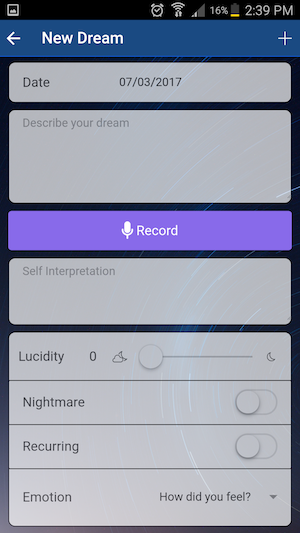 16% 2:39 PM
New Dream
Date 07/03/2017
Describe your dream
Record
Self Interpretation
Lucidity 0
Nightmare
Recurring
Emotion How did you feel?